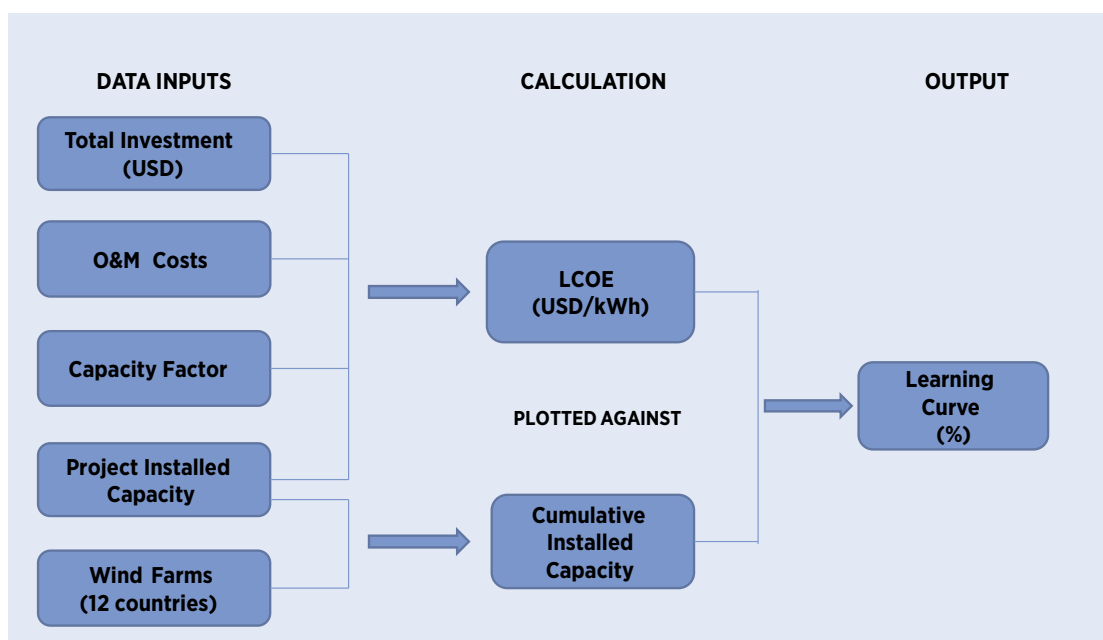 DATA INPUTS
CALCULATION
OUTPUT
Total Investment
(USD)
O&M Costs
Capacity Factor
Project Installed
Capacity
Wind Farms
(12 countries)
LCOE
(USD/kWh)
PLOTTED AGAINST
Cumulative
Installed
Capacity
Learning
Curve
(%)